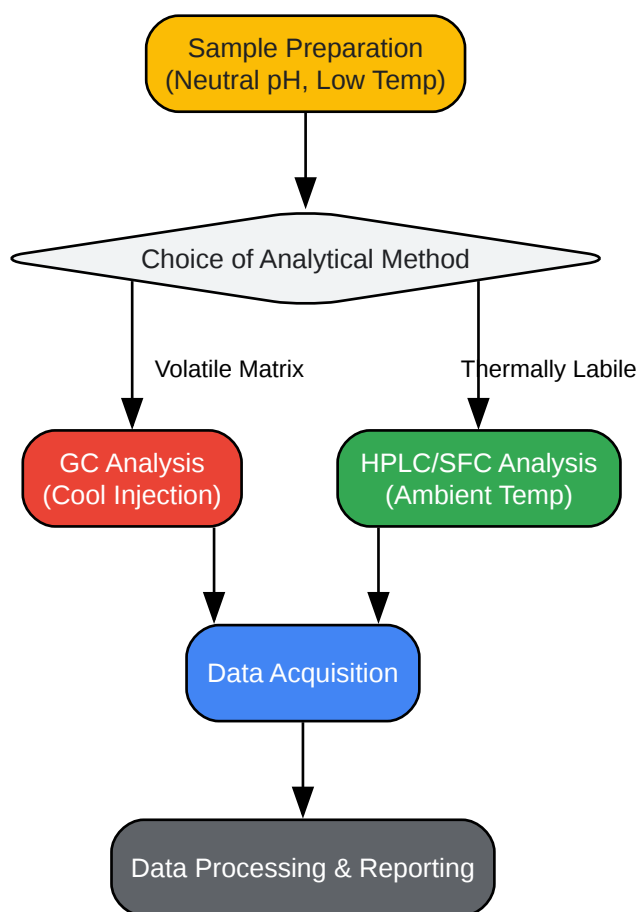 Sample Preparation
(Neutral pH, Low Temp)
Choice of Analytical Method
Volatile Matrix
Thermally Labile
GC Analysis
(Cool Injection)
HPLC/SFC Analysis
(Ambient Temp)
Data Acquisition
Data Processing & Reporting